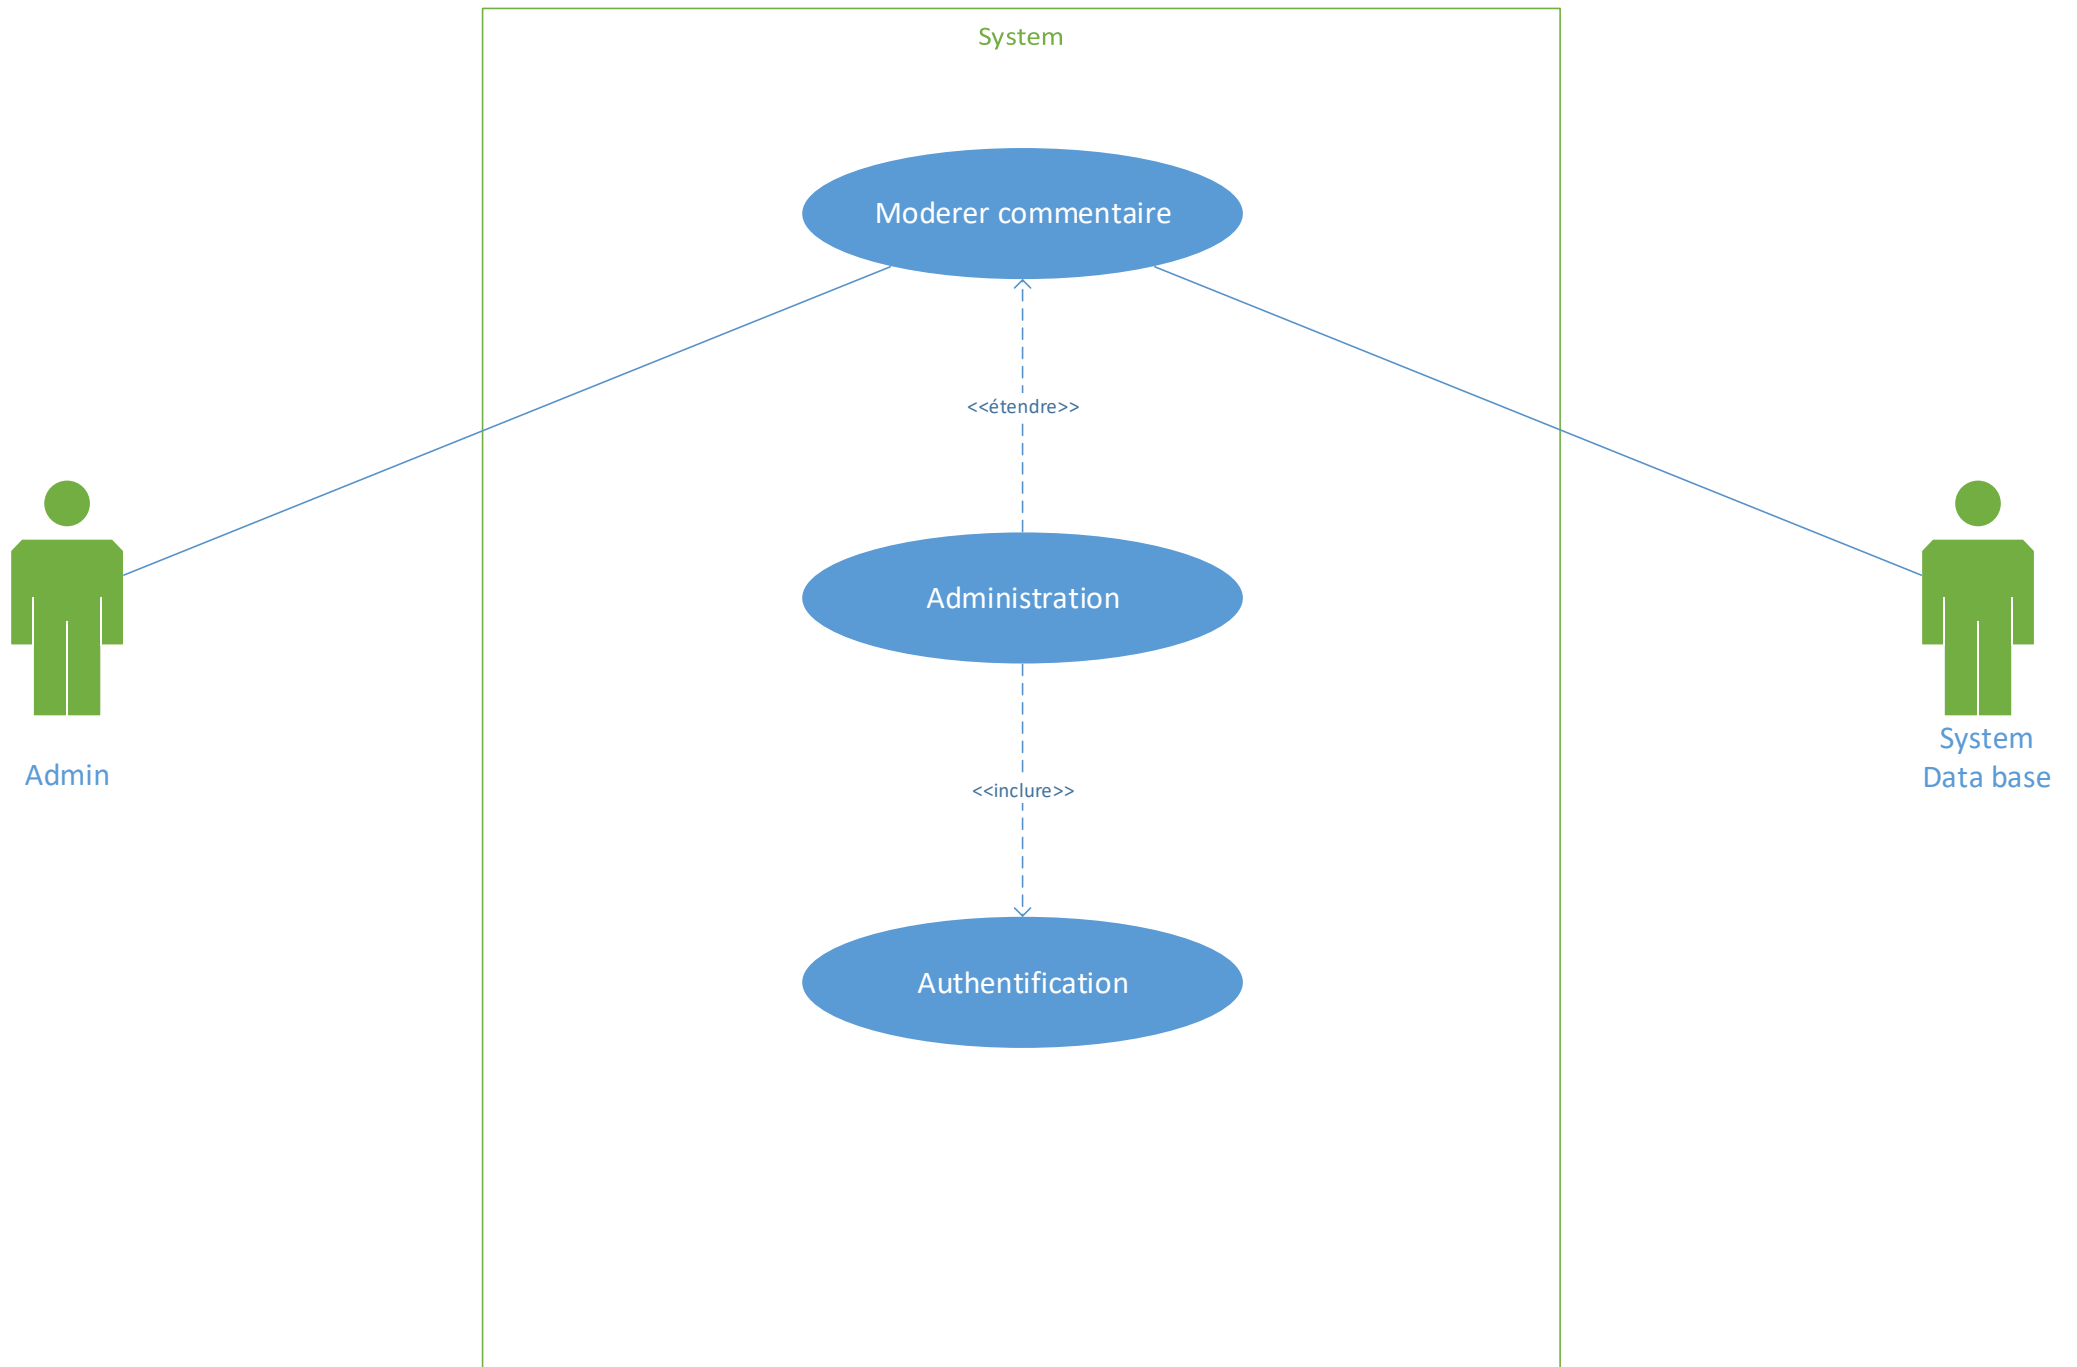 System
Moderer commentaire
<<étendre>>
Administration
Admin
System
Data base
<<inclure>>
Authentification